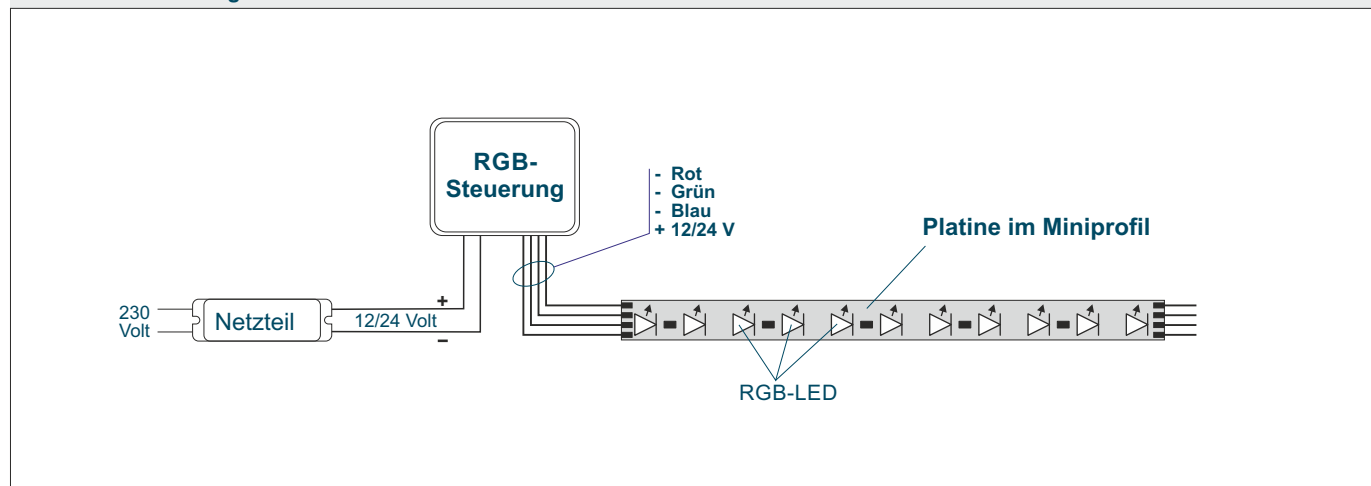 RGB-
Steuerung
- Rot
- Grün
- Blau
+ 12/24 V
Platine im Miniprofil
230
Volt
Netzteil
+
12/24 Volt
−
RGB-LED